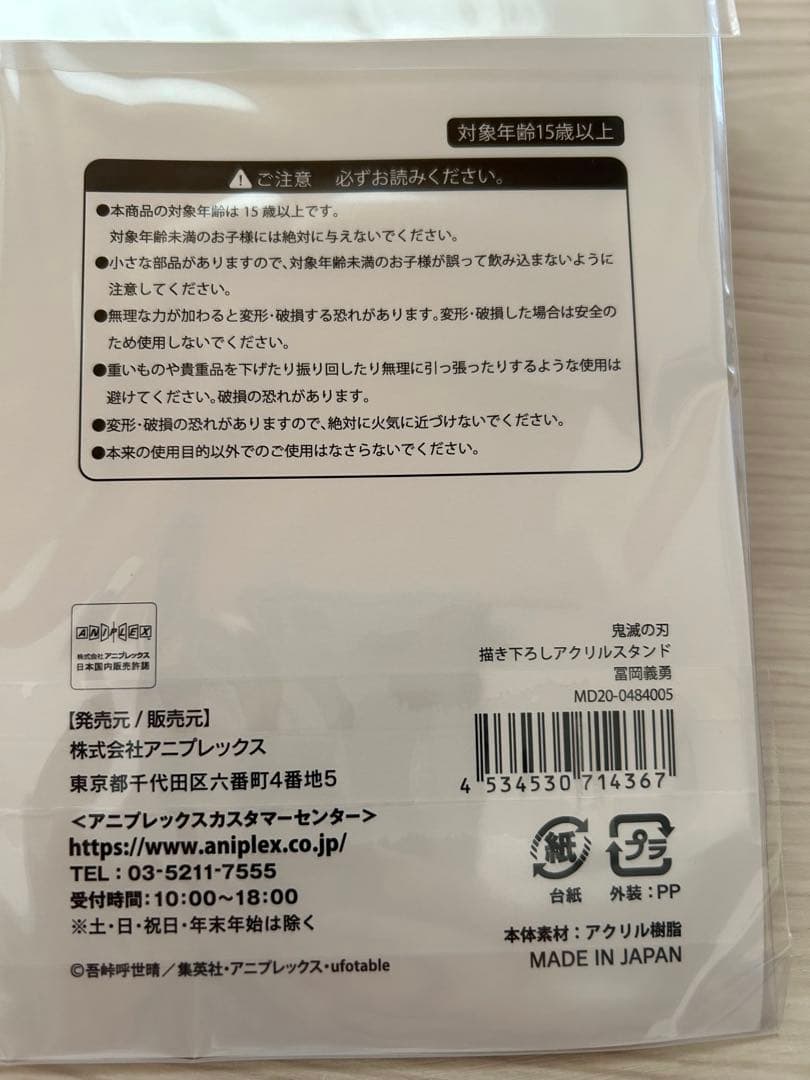 対象年齢15歳以上
ご注意 必ずお読みください。
●本商品の対象年齢は 15 歳以上です。
対象年齢未満のお子様には絶対に与えないでください。
●小さな部品がありますので、対象年齢未満のお子様が誤って飲み込まないように
注意してください。
●無理な力が加わると変形・破損する恐れがあります。変形・破損した場合は安全の
ため使用しないでください。
●重いものや貴重品を下げたり振り回したり無理に引っ張ったりするような使用は
避けてください。破損の恐れがあります。
●変形・破損の恐れがありますので、絶対に火気に近づけないでください。
●本来の使用目的以外でのご使用はなさらないでください。
ANIPLEX
株式会社 アニプレックス
日本国内販売許諾
鬼滅の刃
描き下ろしアクリルスタンド
冨岡義勇
MD20-0484005
4 534530 714367
【発売元 / 販売元】
株式会社アニプレックス
東京都千代田区六番町4番地5
＜アニプレックスカスタマーセンター＞
https://www.aniplex.co.jp/
TEL：03-5211-7555
受付時間：10:00～18:00
※土・日・祝日・年末年始は除く
紙
台紙
プラ
外装：PP
本体素材：アクリル樹脂
MADE IN JAPAN
©吾峠呼世晴／集英社・アニプレックス・ufotable